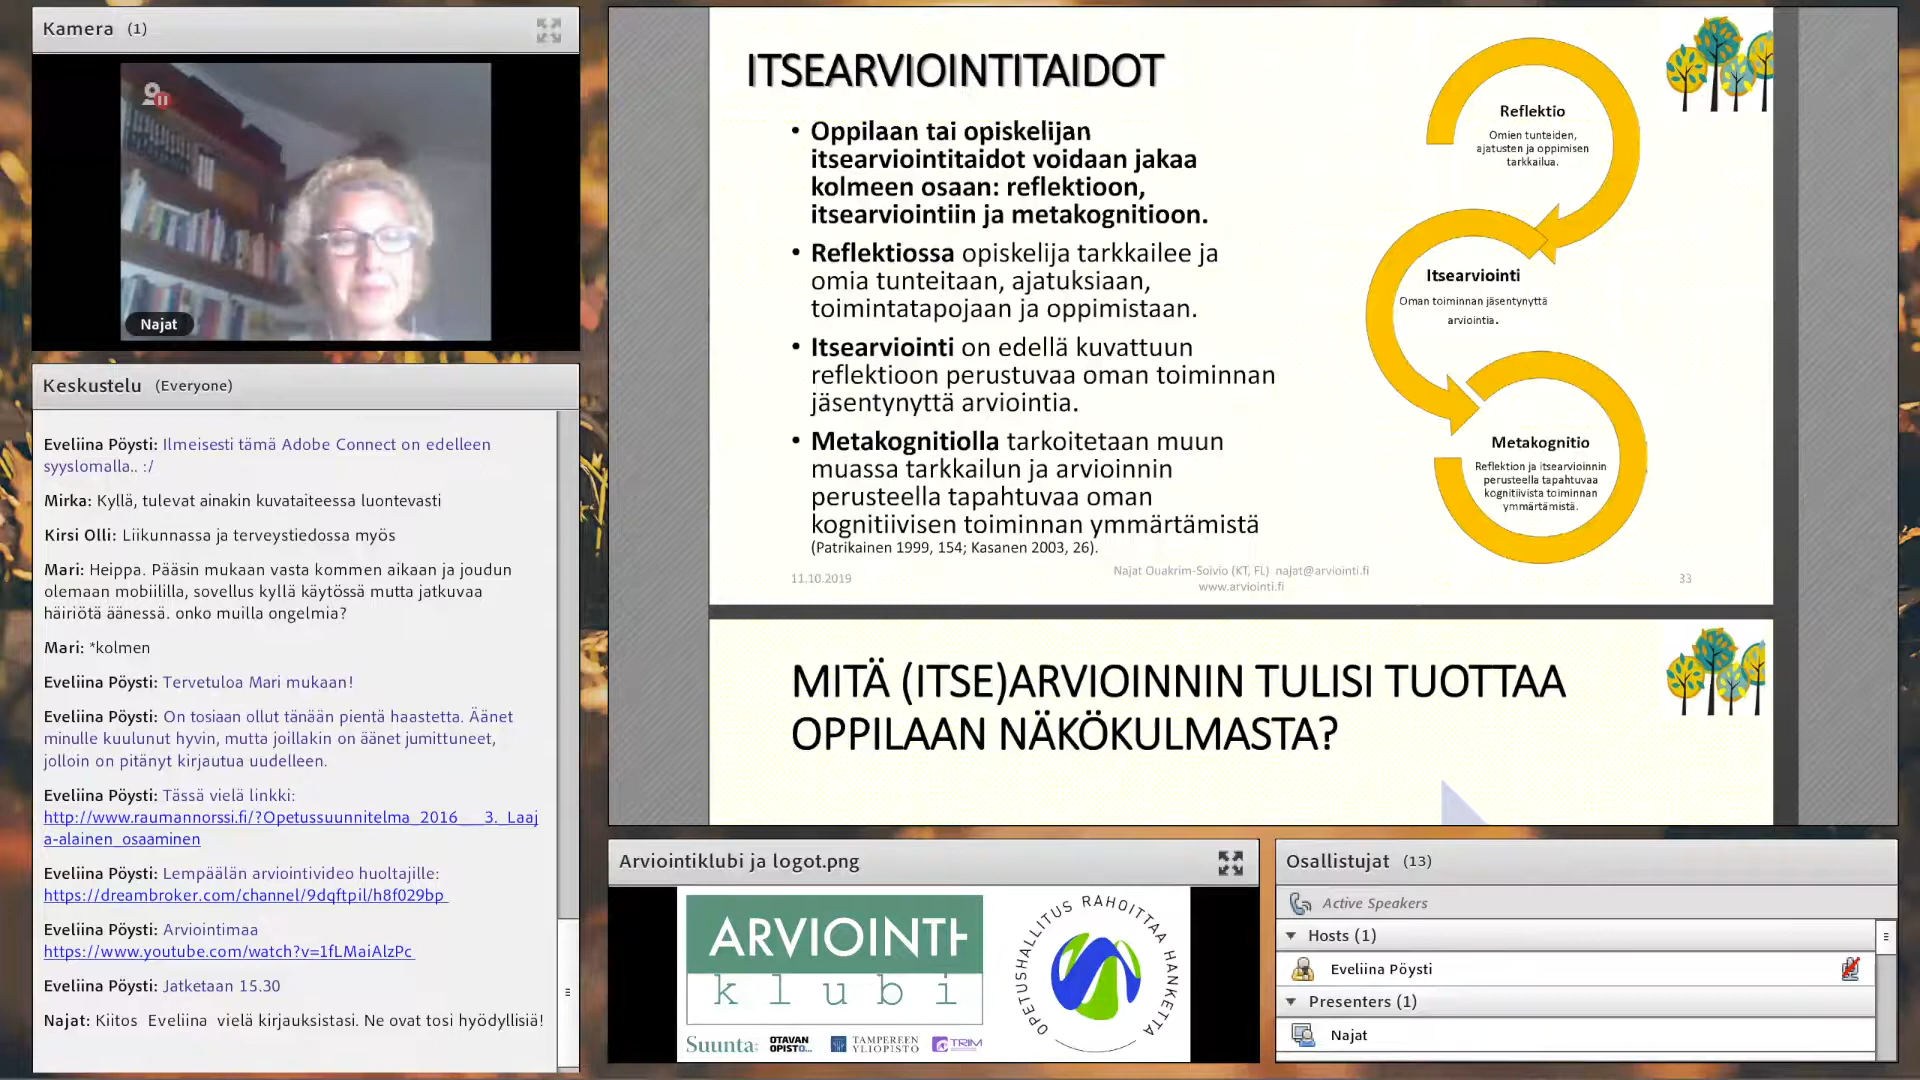 Kamera (1)
Najat
Keskustelu (Everyone)
Eveliina Pöysti: Ilmeisesti tämä Adobe Connect on edelleen
syyslomalla.. :/
Mirka: Kyllä, tulevat ainakin kuvataiteessa luontevasti
Kirsi Olli: Liikunnassa ja terveystiedossa myös
Mari: Heippa. Pääsin mukaan vasta kommen aikaan ja joudun
olemaan mobiililla, sovellus kyllä käytössä mutta jatkuvaa
häiriötä äänessä. onko muilla ongelmia?
Mari: *kolmen
Eveliina Pöysti: Tervetuloa Mari mukaan!
Eveliina Pöysti: On tosiaan ollut tänään pientä haastetta. Äänet
minulle kuulunut hyvin, mutta joillakin on äänet jumittuneet,
jolloin on pitänyt kirjautua uudelleen.
Eveliina Pöysti: Tässä vielä linkki:
http://www.raumannorssi.fi/?Opetussuunnitelma_2016___3._Laaj
a-alainen_osaaminen
Eveliina Pöysti: Lempäälän arviointivideo huoltajille:
https://dreambroker.com/channel/9dqftpil/h8f029bp
Eveliina Pöysti: Arviointimaa
https://www.youtube.com/watch?v=1fLMaiAlzPc
Eveliina Pöysti: Jatketaan 15.30
Najat: Kiitos Eveliina vielä kirjauksistasi. Ne ovat tosi hyödyllisiä!
ITSEARVIOINTITAIDOT
• Oppilaan tai opiskelijan
itsearviointitaidot voidaan jakaa
kolmeen osaan: reflektioon,
itsearviointiin ja metakognitioon.
• Reflektiossa opiskelija tarkkailee ja
omia tunteitaan, ajatuksiaan,
toimintatapojaan ja oppimistaan.
• Itsearviointi on edellä kuvattuun
reflektioon perustuvaa oman toiminnan
jäsentynyttä arviointia.
• Metakognitiolla tarkoitetaan muun
muassa tarkkailun ja arvioinnin
perusteella tapahtuvaa oman
kognitiivisen toiminnan ymmärtämistä
(Patrikainen 1999, 154; Kasanen 2003, 26).
Reflektio
Omien tunteiden,
ajatusten ja oppimisen
tarkkailua.
Itsearviointi
Oman toiminnan jäsentynyttä
arviointia.
Metakognitio
Reflektion ja itsearvioinnin
perusteella tapahtuvaa
kognitiivista toiminnan
ymmärtämistä.
11.10.2019
Najat Ouakrim-Soivio (KT, FL) najat@arviointi.fi
www.arviointi.fi
33
MITÄ (ITSE)ARVIOINNIN TULISI TUOTTAA
OPPILAAN NÄKÖKULMASTA?
Arviointiklubi ja logot.png
ARVIOINTI
klubi
OPETUSHALLITUS RAHOITTAA HANKETTA
Suunta:
OTAVAN
OPISTO...
TAMPEREEN
YLIOPISTO
TRIM
Osallistujat (13)
Active Speakers
Hosts (1)
Eveliina Pöysti
Presenters (1)
Najat